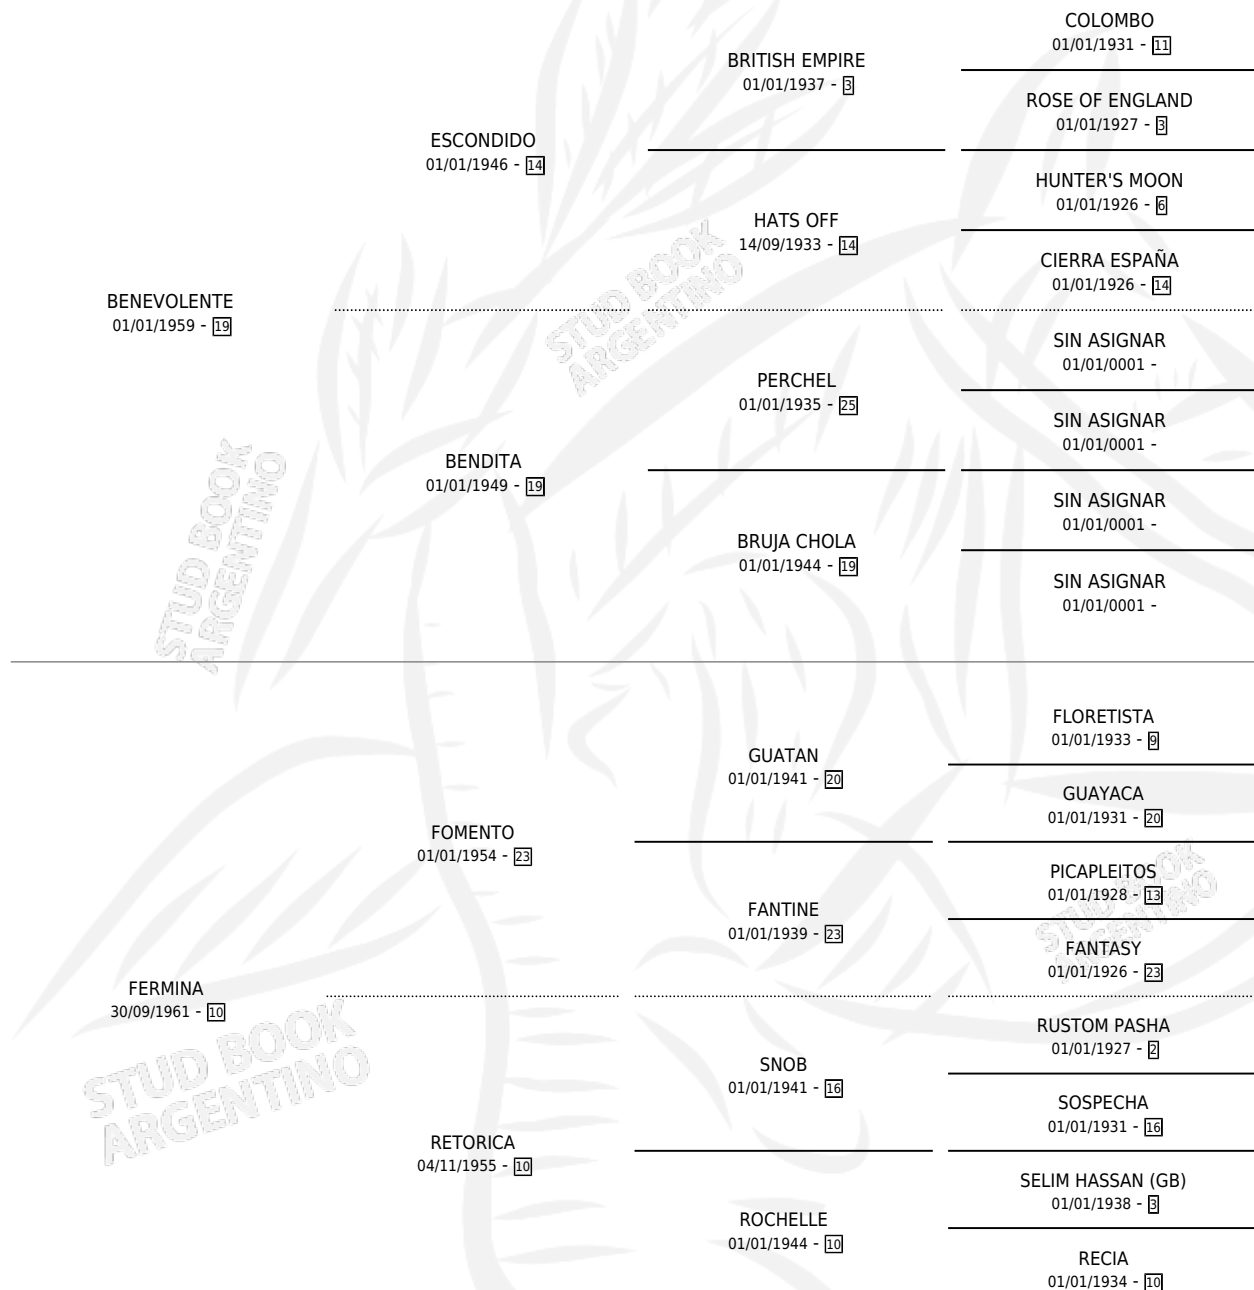 COLOMBO
01/01/1931 - 11
BRITISH EMPIRE
01/01/1937 - 3
ROSE OF ENGLAND
01/01/1927 - 3
ESCONDIDO
01/01/1946 - 14
HUNTER'S MOON
01/01/1926 - 6
HATS OFF
14/09/1933 - 14
CIERRA ESPAÑA
01/01/1926 - 14
BENEVOLENTE
01/01/1959 - 19
SIN ASIGNAR
01/01/0001 -
PERCHEL
01/01/1935 - 25
SIN ASIGNAR
01/01/0001 -
BENDITA
01/01/1949 - 19
SIN ASIGNAR
01/01/0001 -
BRUJA CHOLA
01/01/1944 - 19
SIN ASIGNAR
01/01/0001 -
FLORETISTA
01/01/1933 - 9
GUATAN
01/01/1941 - 20
GUAYACA
01/01/1931 - 20
FOMENTO
01/01/1954 - 23
PICAPLEITOS
01/01/1928 - 13
FANTINE
01/01/1939 - 23
FANTASY
01/01/1926 - 23
FERMINA
30/09/1961 - 10
RUSTOM PASHA
01/01/1927 - 2
SNOB
01/01/1941 - 16
SOSPECHA
01/01/1931 - 16
RETORICA
04/11/1955 - 10
SELIM HASSAN (GB)
01/01/1938 - 3
ROCHELLE
01/01/1944 - 10
RECIA
01/01/1934 - 10
STUD BOOK
ARGENTINO
STUD BOOK
ARGENTINO
STUD BOOK
ARGENTINO
STUD BOOK
ARGENTINO